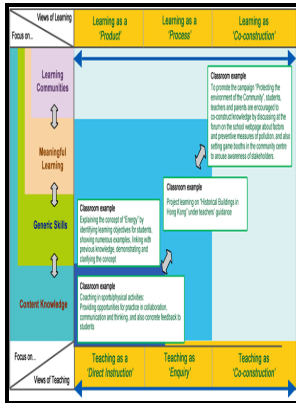 Views of Learning
Focus on...
Learning as a
'Product'
Learning as a
'Process'
Learning as
'Co-construction'
Learning
Communities
Classroom example
To promote the campaign "Protecting the
environment of the Community", students,
teachers and parents are encouraged to
co-construct knowledge by discussing at the
forum on the school webpage about factors
and preventive measures of pollution, and also
setting game booths in the community centre
to arouse awareness of stakeholders.
Meaningful
Learning
Classroom example
Project learning on "Historical Buildings in
Hong Kong" under teachers' guidance
Generic Skills
Classroom example
Explaining the concept of "Energy" by
identifying learning objectives for students,
showing numerous examples, linking with
previous knowledge, demonstrating and
clarifying the concept
Content Knowledge
Classroom example
Coaching in sports/physical activities:
Providing opportunities for practice in collaboration,
communication and thinking, and also concrete feedback to
students
Focus on...
Views of Teaching
Teaching as a
'Direct Instruction'
Teaching as
'Enquiry'
Teaching as
'Co-construction'